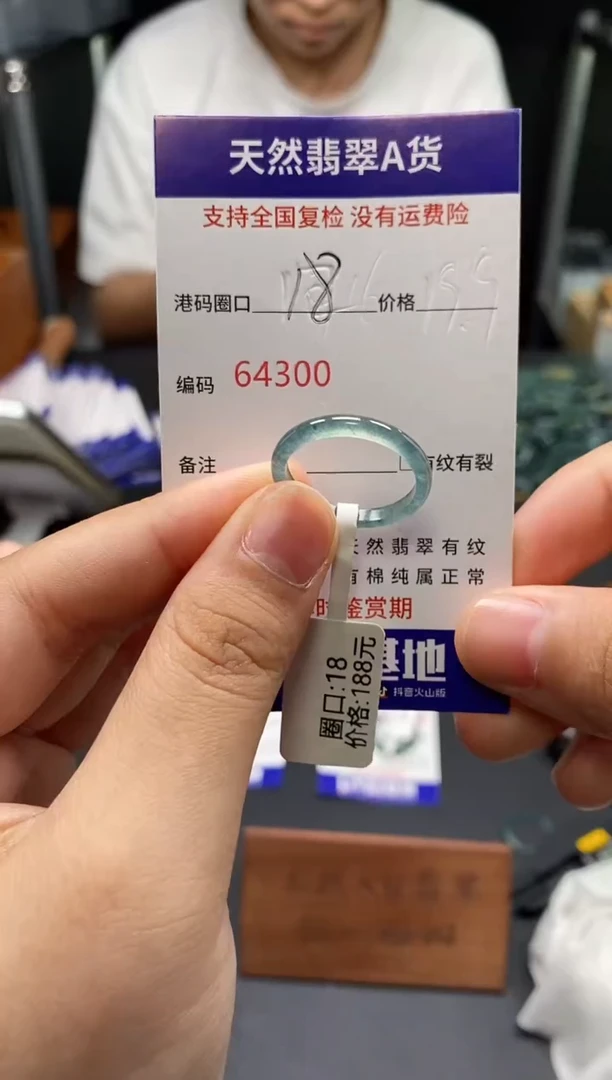 天然翡翠A货
支持全国复检 没有运费险
港码圈口 18 价格
编码 64300
备注 有纹有裂
天然翡翠有纹
有棉纯属正常
时鉴赏期
基地
抖音火山版
圈口:18
价格:188元